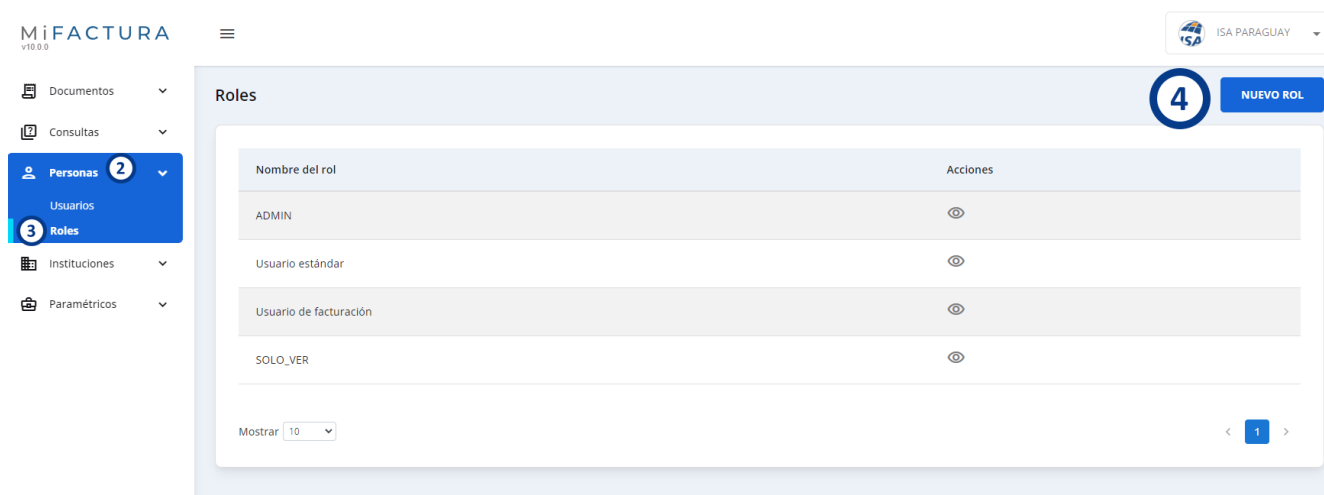 MiFACTURA
v10.0.0
ISA
ISA PARAGUAY
Documentos
Consultas
Personas 2
Usuarios
3 Roles
Instituciones
Paramétricos
Roles
4
NUEVO ROL
Nombre del rol Acciones
ADMIN
Usuario estándar
Usuario de facturación
SOLO_VER
Mostrar 10
< 1 >